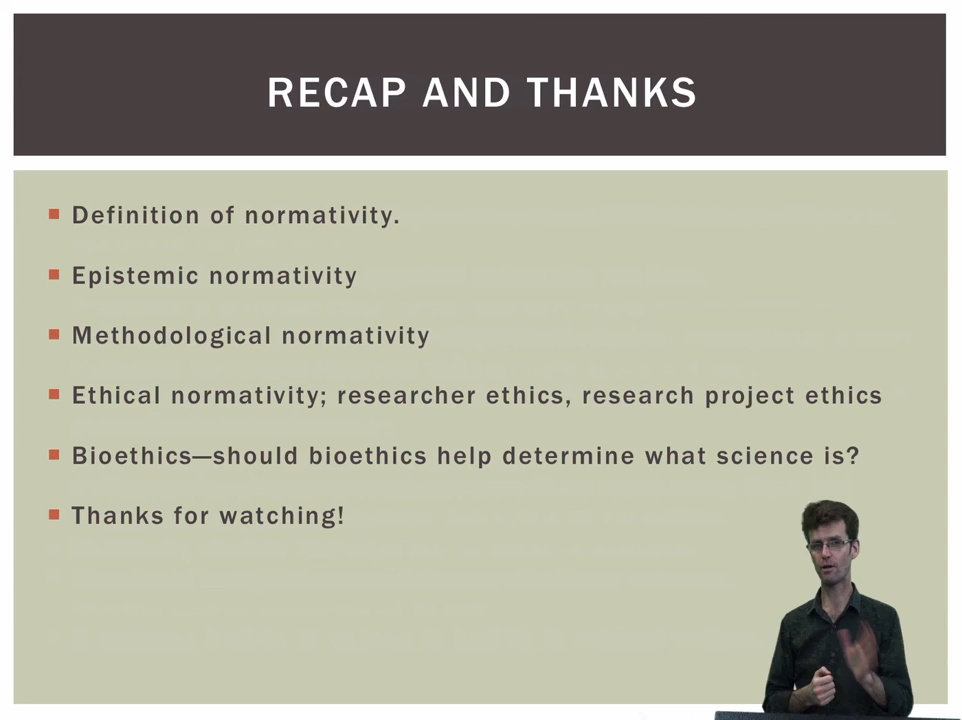 RECAP AND THANKS
Definition of normativity.
Epistemic normativity
Methodological normativity
Ethical normativity; researcher ethics, research project ethics
Bioethics—should bioethics help determine what science is?
Thanks for watching!